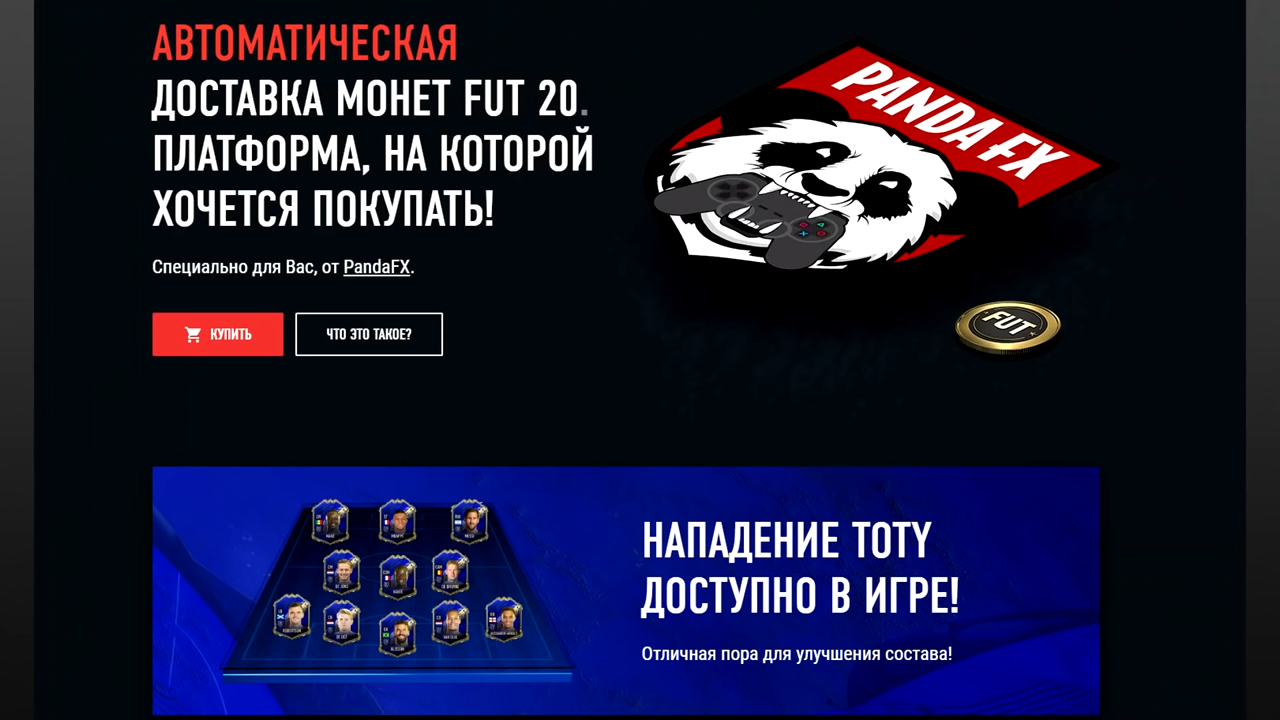 АВТОМАТИЧЕСКАЯ
ДОСТАВКА МОНЕТ FUT 20.
ПЛАТФОРМА, НА КОТОРОЙ
ХОЧЕТСЯ ПОКУПАТЬ!
Специально для Вас, от PandaFX.
КУПИТЬ
ЧТО ЭТО ТАКОЕ?
PANDA FX
FUT
НАПАДЕНИЕ TOTY
ДОСТУПНО В ИГРЕ!
Отличная пора для улучшения состава!